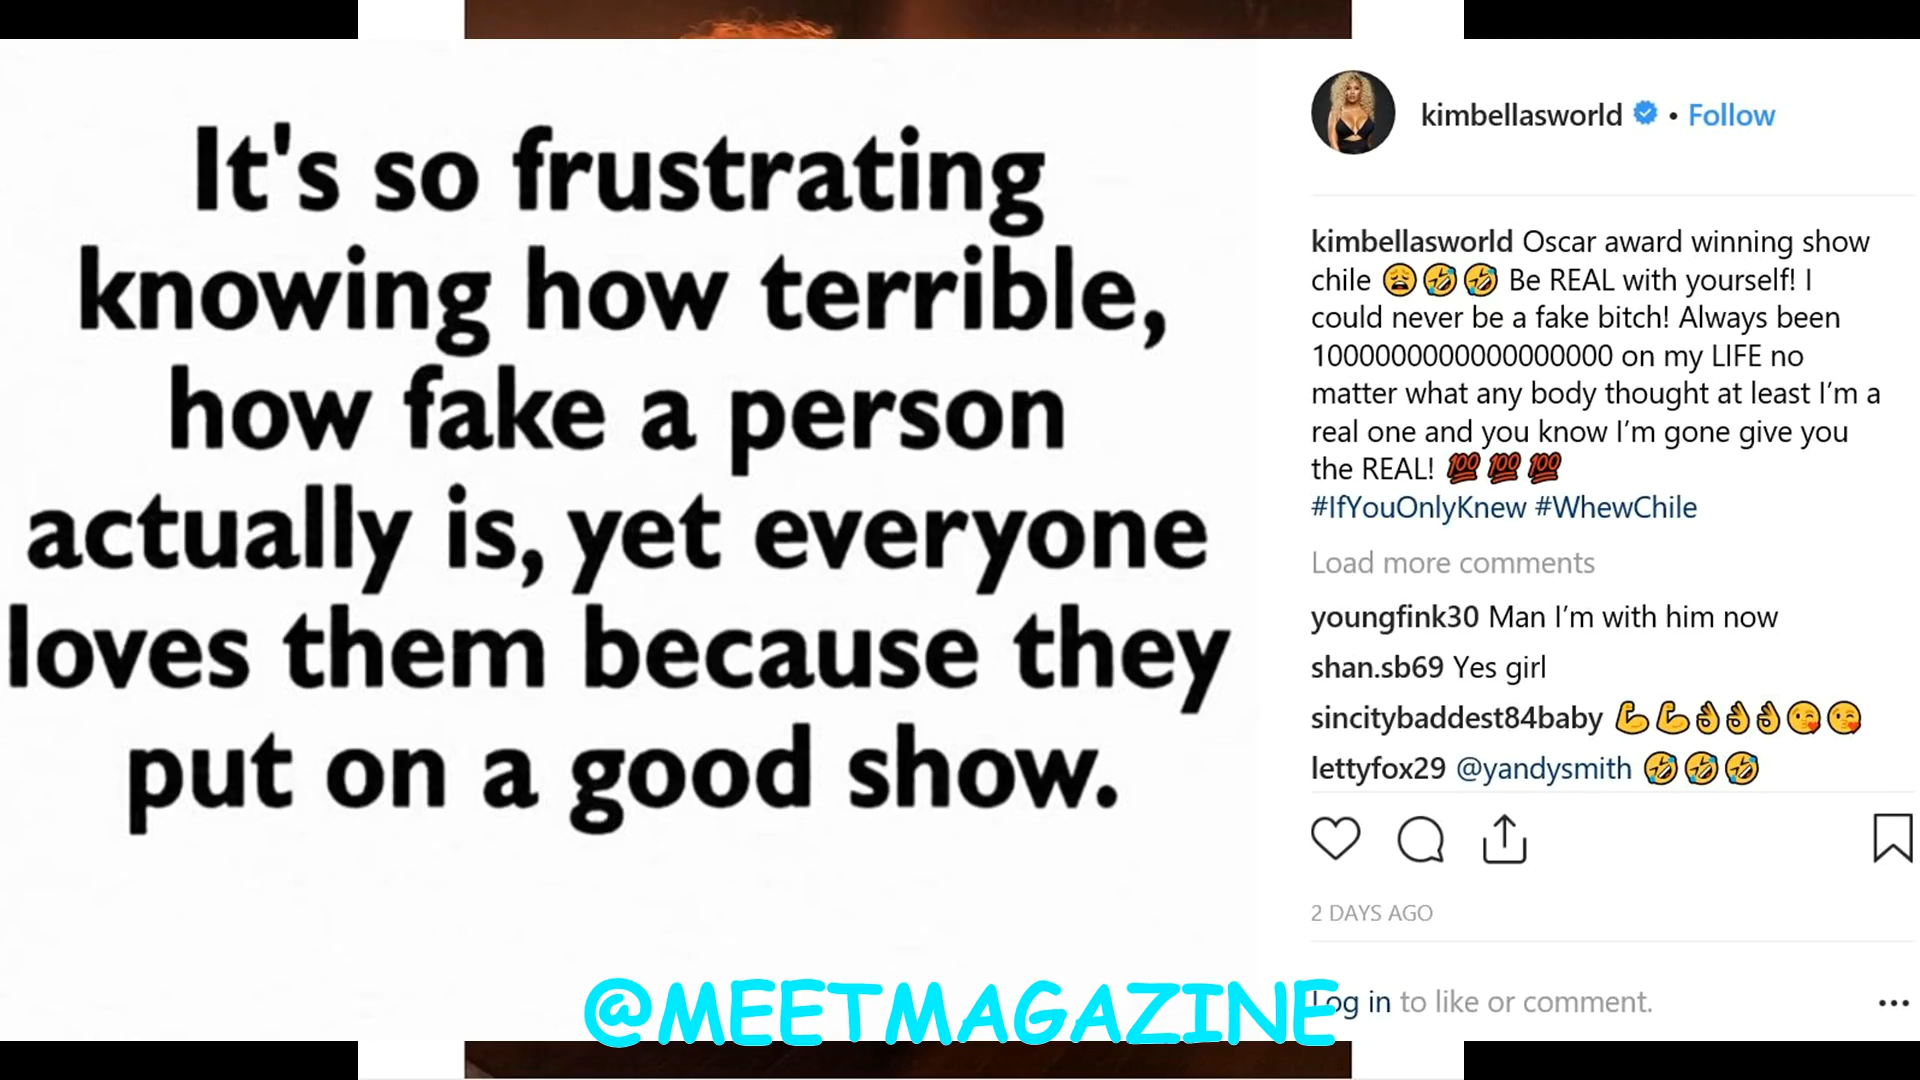 It's so frustrating
knowing how terrible,
how fake a person
actually is, yet everyone
loves them because they
put on a good show.
kimbellasworld • Follow
kimbellasworld Oscar award winning show
chile 😩🤣🤣 Be REAL with yourself! I
could never be a fake bitch! Always been
1000000000000000000 on my LIFE no
matter what any body thought at least I’m a
real one and you know I’m gone give you
the REAL! 💯💯💯
#IfYouOnlyKnew #WhewChile
Load more comments
youngfink30 Man I’m with him now
shan.sb69 Yes girl
sincitybaddest84baby 💪💪👌👌👌😘😘
lettyfox29 @yandysmith 🤣🤣🤣
2 DAYS AGO
Log in to like or comment.
@MEETMAGAZINE